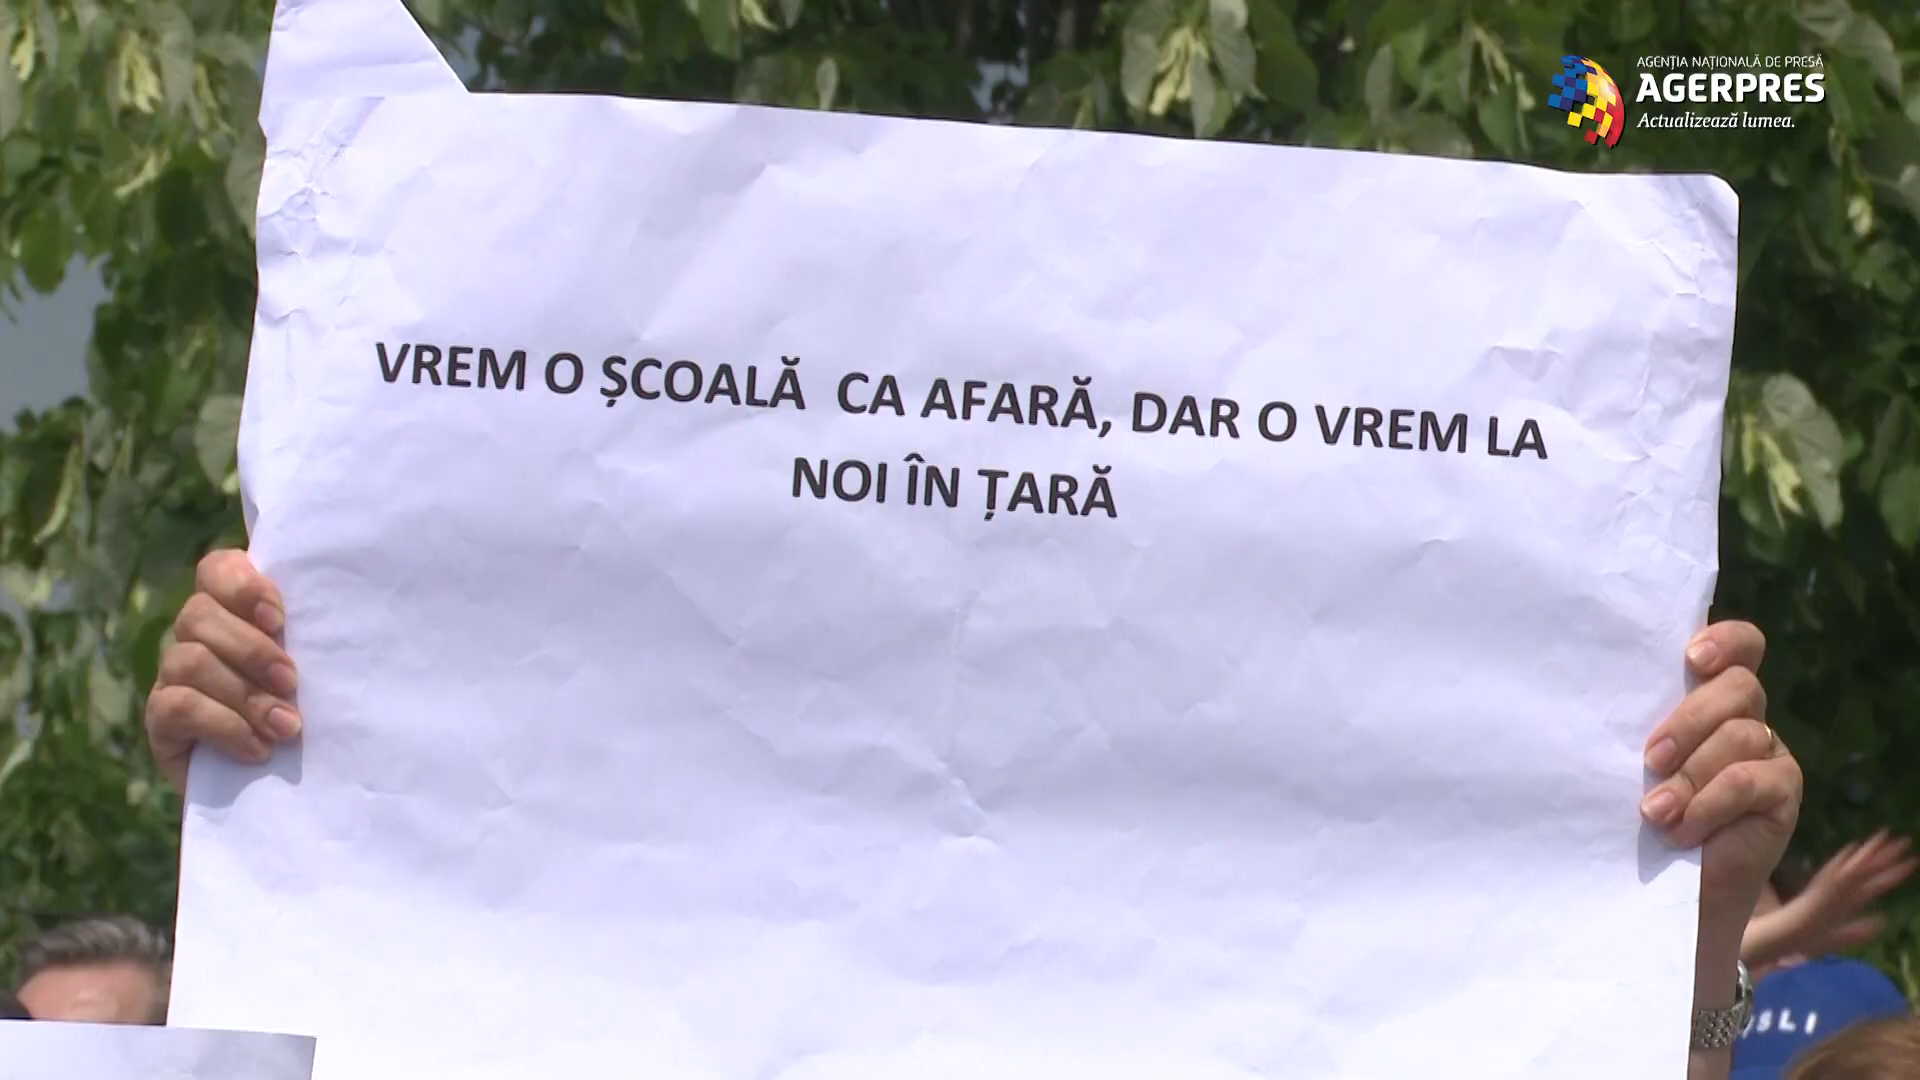 AGENȚIA NAȚIONALĂ DE PRESĂ
AGERPRES
Actualizează lumea.
VREM O ȘCOALĂ CA AFARĂ, DAR O VREM LA
NOI ÎN ȚARĂ